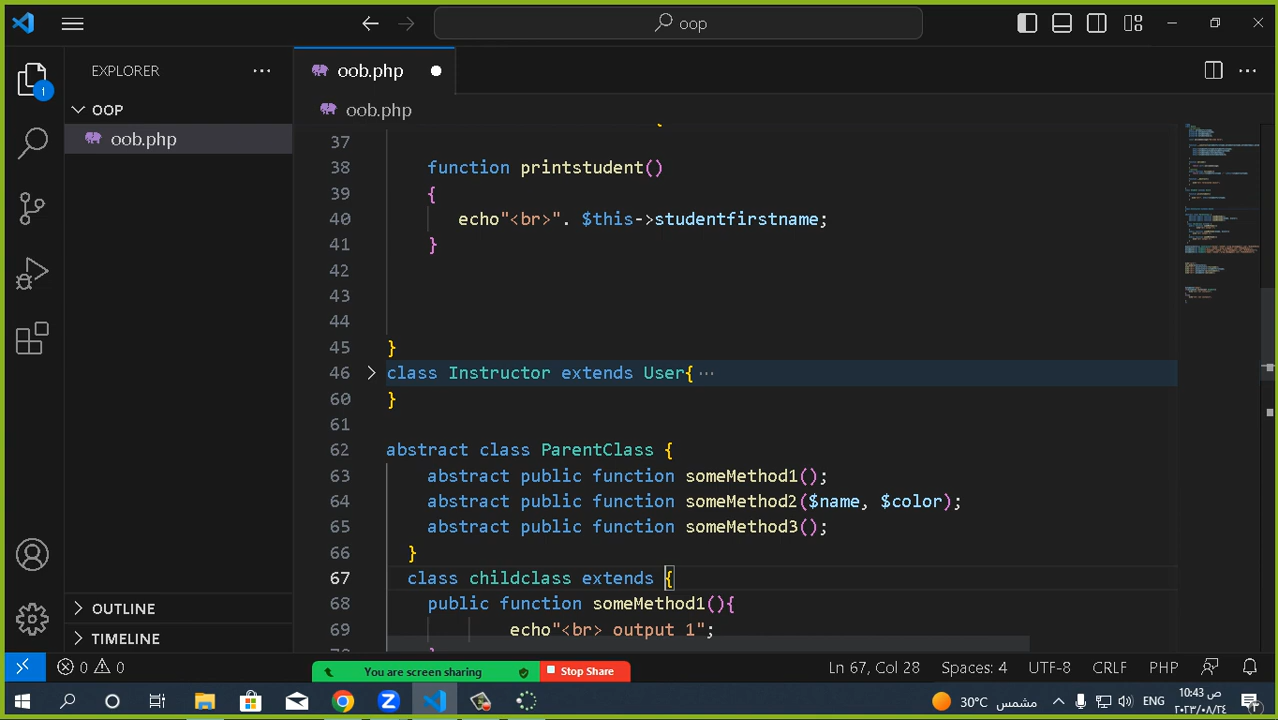 oop
EXPLORER
oob.php
OOP
oob.php
oob.php
37
38 function printstudent()
39 {
40 echo"<br>". $this->studentfirstname;
41 }
42
43
44
45 }
46 class Instructor extends User{ ···
60 }
61
62 abstract class ParentClass {
63 abstract public function someMethod1();
64 abstract public function someMethod2($name, $color);
65 abstract public function someMethod3();
66 }
67 class childclass extends {
68 public function someMethod1(){
69 echo"<br> output 1";
1
OUTLINE
TIMELINE
0 0
You are screen sharing
Stop Share
Ln 67, Col 28 Spaces: 4 UTF-8 CRLF PHP
30°C مشمس
ENG
10:43 ص
٢٠٢٣/٠٨/٢٤